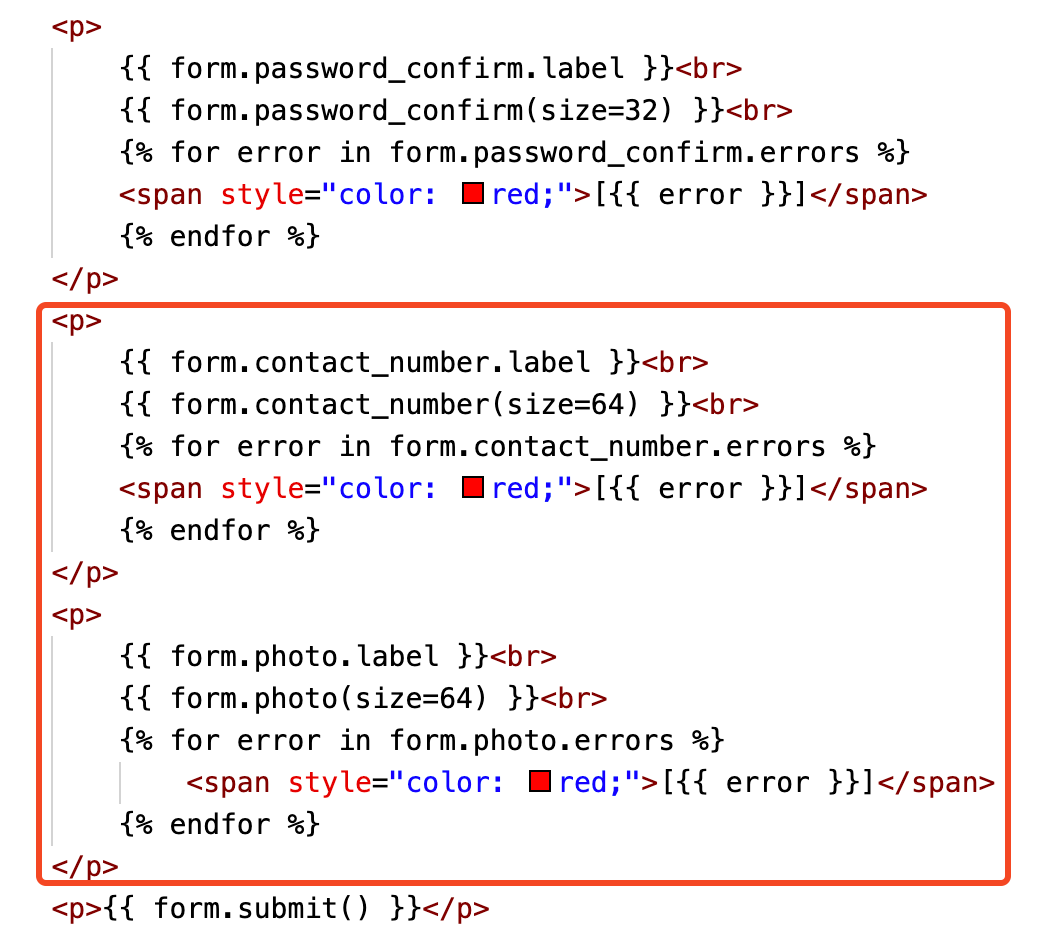 <p>
    {{ form.password_confirm.label }}<br>
    {{ form.password_confirm(size=32) }}<br>
    {% for error in form.password_confirm.errors %}
    <span style="color: red;">[{{ error }}]</span>
    {% endfor %}
</p>
<p>
    {{ form.contact_number.label }}<br>
    {{ form.contact_number(size=64) }}<br>
    {% for error in form.contact_number.errors %}
    <span style="color: red;">[{{ error }}]</span>
    {% endfor %}
</p>
<p>
    {{ form.photo.label }}<br>
    {{ form.photo(size=64) }}<br>
    {% for error in form.photo.errors %}
        <span style="color: red;">[{{ error }}]</span>
    {% endfor %}
</p>
<p>{{ form.submit() }}</p>